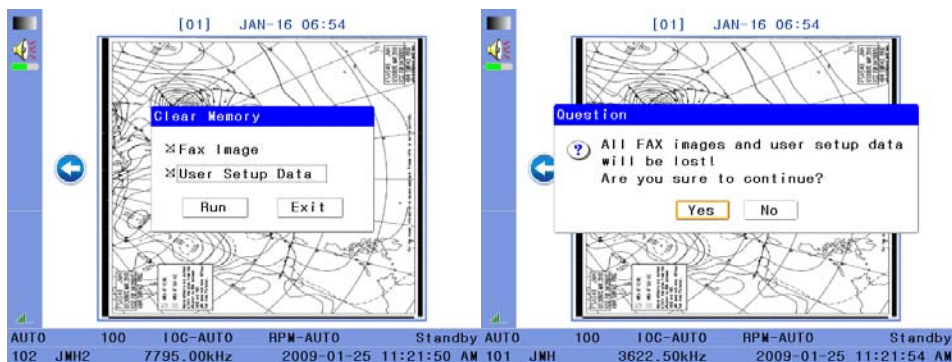 [01] JAN-16 06:54
Clear Memory
Fax Image
User Setup Data
Run Exit
AUTO 100 IOC-AUTO RPM-AUTO Standby
102 JMH2 7795.00kHz 2009-01-25 11:21:50 AM
[01] JAN-16 06:54
Question
All FAX images and user setup data
will be lost!
Are you sure to continue?
Yes No
AUTO 100 IOC-AUTO RPM-AUTO Standby
101 JMH 3622.50kHz 2009-01-25 11:21:54 AM